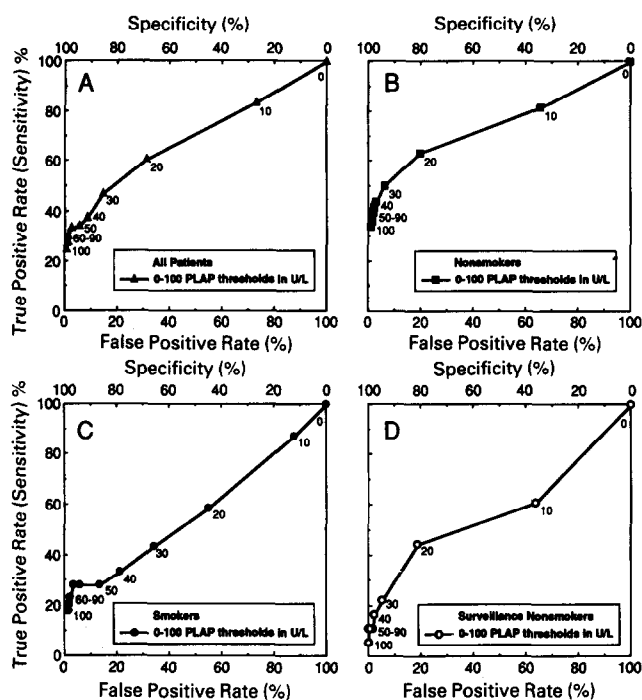 Specificity (%)
100 80 60 40 20 0
Specificity (%)
100 80 60 40 20 0
True Positive Rate (Sensitivity) %
100
80
60
40
20
0
A
0
10
20
30
40
50
60-90
100
All Patients
0-100 PLAP thresholds in U/L
0 20 40 60 80 100
False Positive Rate (%)
100
80
60
40
20
0
B
0
10
20
30
40
50-90
100
Nonsmokers
0-100 PLAP thresholds in U/L
0 20 40 60 80 100
False Positive Rate (%)
Specificity (%)
100 80 60 40 20 0
Specificity (%)
100 80 60 40 20 0
True Positive Rate (Sensitivity) %
100
80
60
40
20
0
C
0
10
20
30
40
50
60-90
100
Smokers
0-100 PLAP thresholds in U/L
0 20 40 60 80 100
False Positive Rate (%)
100
80
60
40
20
0
D
0
10
20
30
40
50-90
100
Surveillance Nonsmokers
0-100 PLAP thresholds in U/L
0 20 40 60 80 100
False Positive Rate (%)